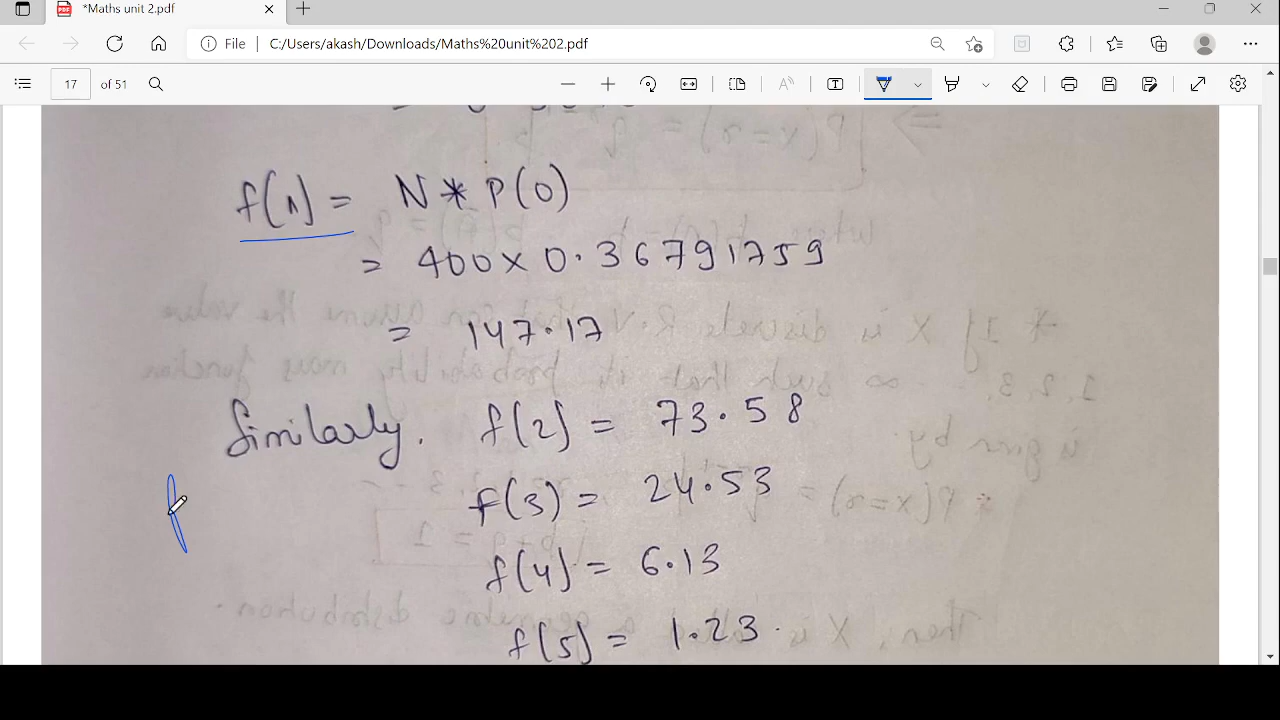 *Maths unit 2.pdf
File C:/Users/akash/Downloads/Maths%20unit%202.pdf
17 of 51
f(1) = N * P(0)
= 400 × 0.36791759
= 147.17
Similarly. f(2) = 73.58
f(3) = 24.53
f(4) = 6.13
f(5) = 1.23